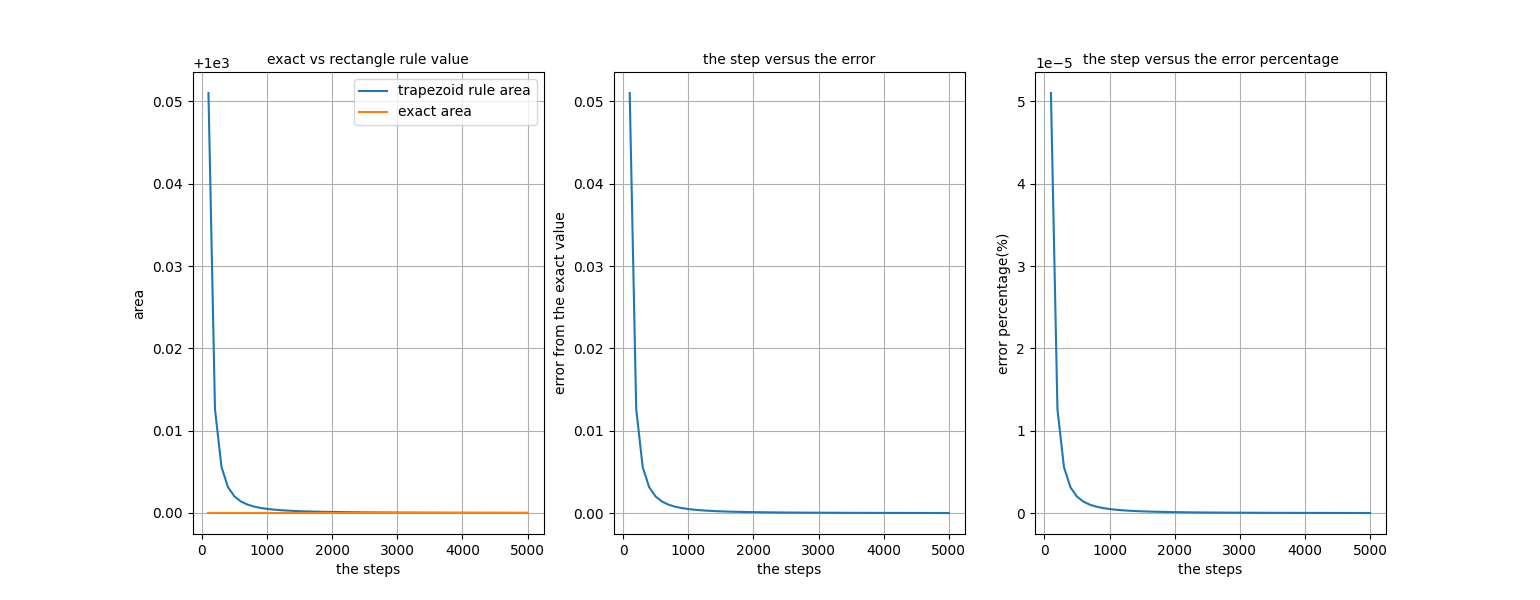 exact vs rectangle rule value
+1e3
trapezoid rule area
exact area
0.05
0.04
0.03
0.02
0.01
0.00
area
0 1000 2000 3000 4000 5000
the steps
the step versus the error
0.05
0.04
0.03
0.02
0.01
0.00
error from the exact value
0 1000 2000 3000 4000 5000
the steps
the step versus the error percentage
1e−5
5
4
3
2
1
0
error percentage(%)
0 1000 2000 3000 4000 5000
the steps